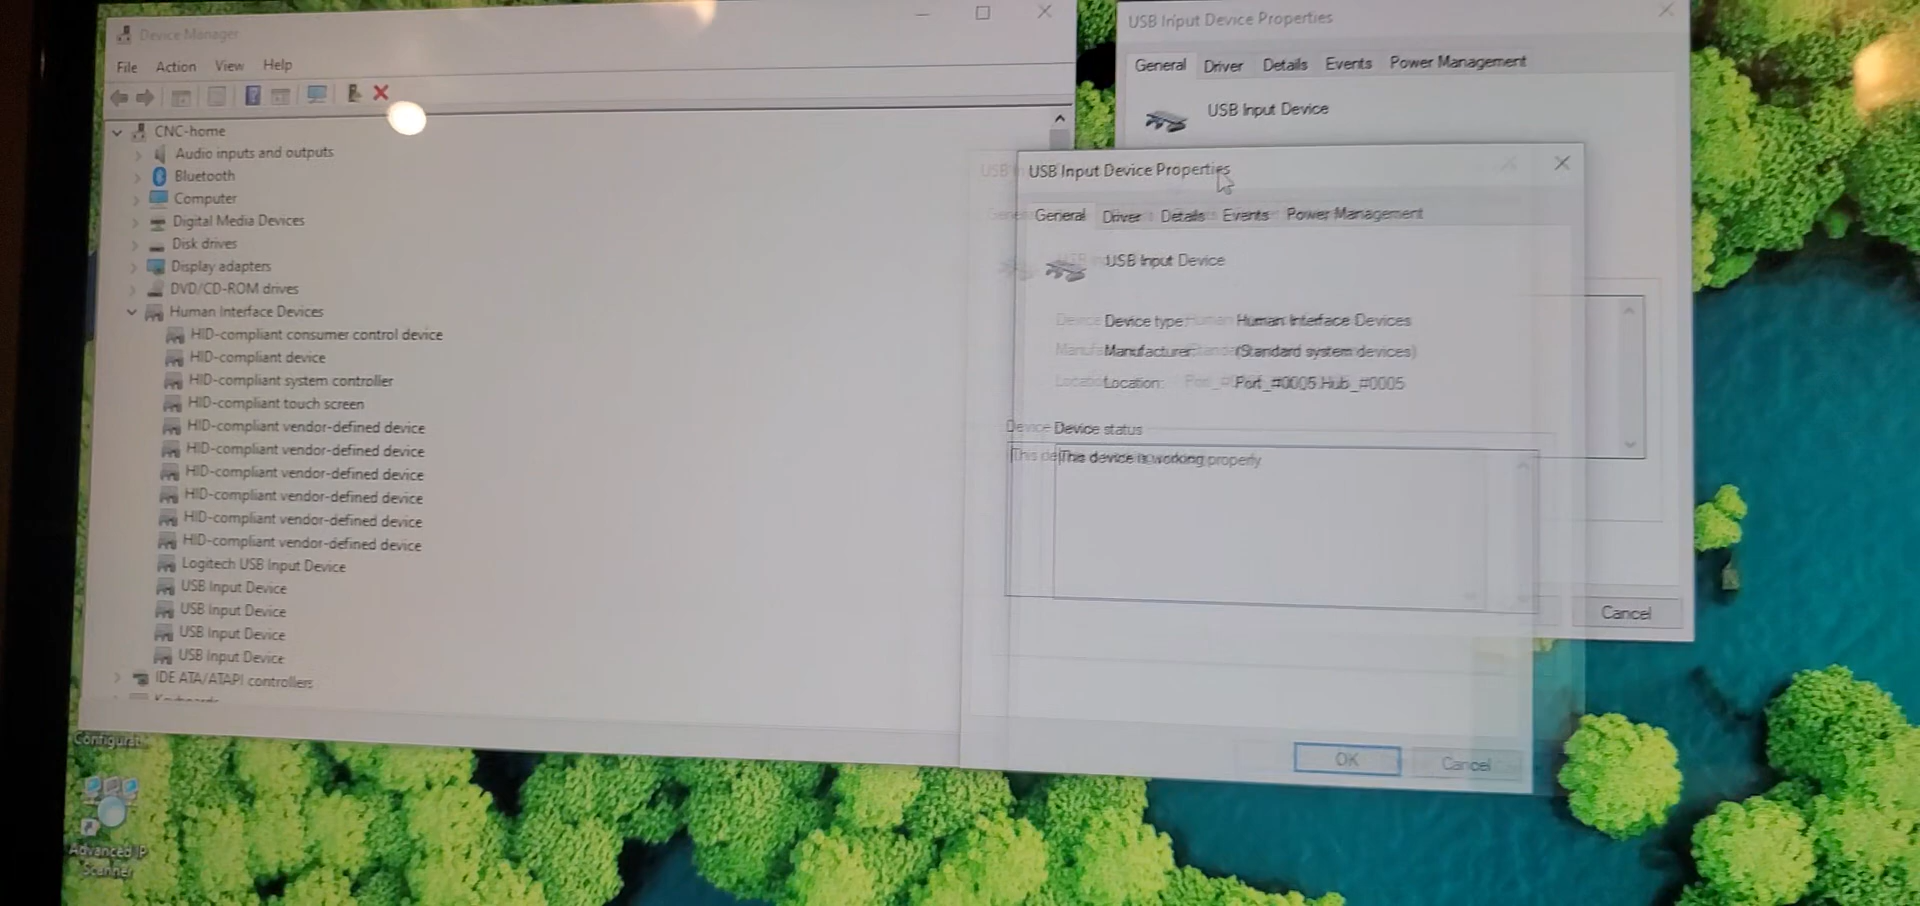 Device Manager
File Action View Help
CNC-home
Audio inputs and outputs
Bluetooth
Computer
Digital Media Devices
Disk drives
Display adapters
DVD/CD-ROM drives
Human Interface Devices
HID-compliant consumer control device
HID-compliant device
HID-compliant system controller
HID-compliant touch screen
HID-compliant vendor-defined device
HID-compliant vendor-defined device
HID-compliant vendor-defined device
HID-compliant vendor-defined device
HID-compliant vendor-defined device
HID-compliant vendor-defined device
Logitech USB Input Device
USB Input Device
USB Input Device
USB Input Device
USB Input Device
IDE ATA/ATAPI controllers
Keyboards
USB Input Device Properties
General Driver Details Events Power Management
USB Input Device
Cancel
USB Input Device Properties
General Driver Details Events Power Management
USB Input Device
Device type: Human Interface Devices
Manufacturer: (Standard system devices)
Location: Port_#0005.Hub_#0005
Device status
This device is working properly
OK Cancel
Advanced IP
Scanner